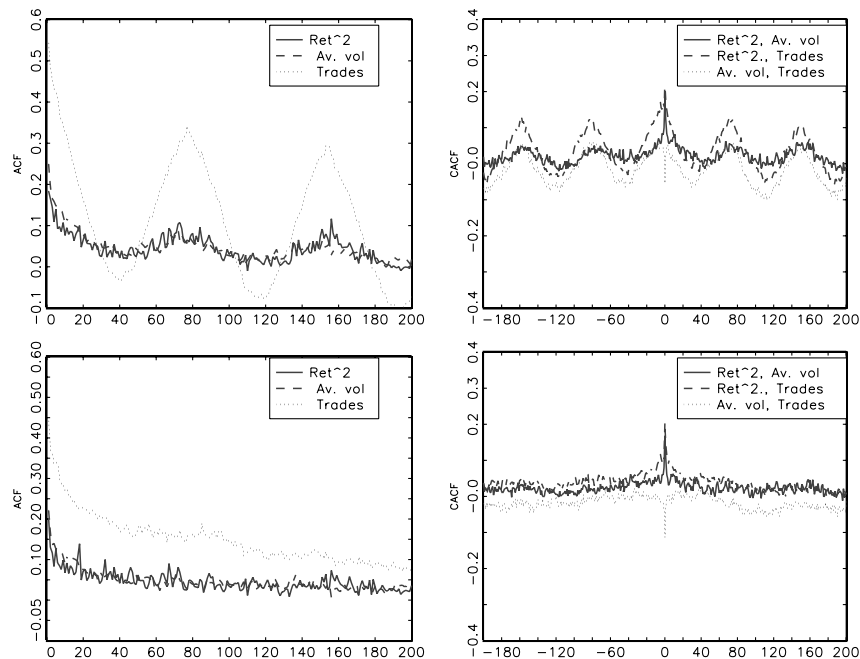 0.6
0.5
0.4
0.3
0.2
0.1
0.0
−0.1
ACF
Ret^2
Av. vol
Trades
0 20 40 60 80 100 120 140 160 180 200
0.4
0.2
−0.0
−0.2
−0.4
CACF
Ret^2, Av. vol
Ret^2., Trades
Av. vol, Trades
−180 −120 −60 0 40 80 120 160 200
0.60
0.50
0.40
0.30
0.20
0.10
−0.05
ACF
Ret^2
Av. vol
Trades
0 20 40 60 80 100 120 140 160 180 200
0.4
0.2
−0.0
−0.2
−0.4
CACF
Ret^2, Av. vol
Ret^2., Trades
Av. vol, Trades
−180 −120 −60 0 40 80 120 160 200